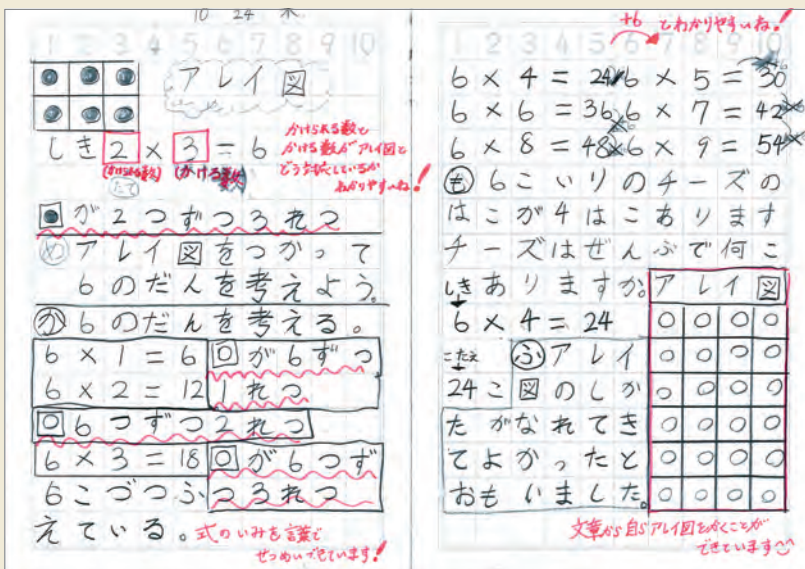 10 24 木
1 2 3 4 5 6 7 8 9 10
アレイ図
しき 2×3=6
(かけられる数) (かける数)
たて
かけられる数と
かける数がアレイ図と
わかりやすいね!
が2つずつ3れつ
め アレイ図をつかって
6のだんを考えよう。
か 6のだんを考える。
6×1=6 が6ずつ
6×2=12 1れつ
6つずつ2れつ
6×3=18 が6つず
6こづつふ つ3れつ
えている。
式のいみを言葉で
せつめいできています!
1 2 3 4 5 6 7 8 9 10
+6 とわかりやすいね!
6×4=24 6×5=30
6×6=36 6×7=42
6×8=48 6×9=54
も 6こいりのチーズの
はこが4はこあります
チーズはぜんぶで何こ
ありますか。
しき
6×4=24
こたえ
24こ
アレイ図
ふ アレイ
図のしか
たがなれてき
てよかったと
おもいました。
文章から自らアレイ図をかくことが
できています